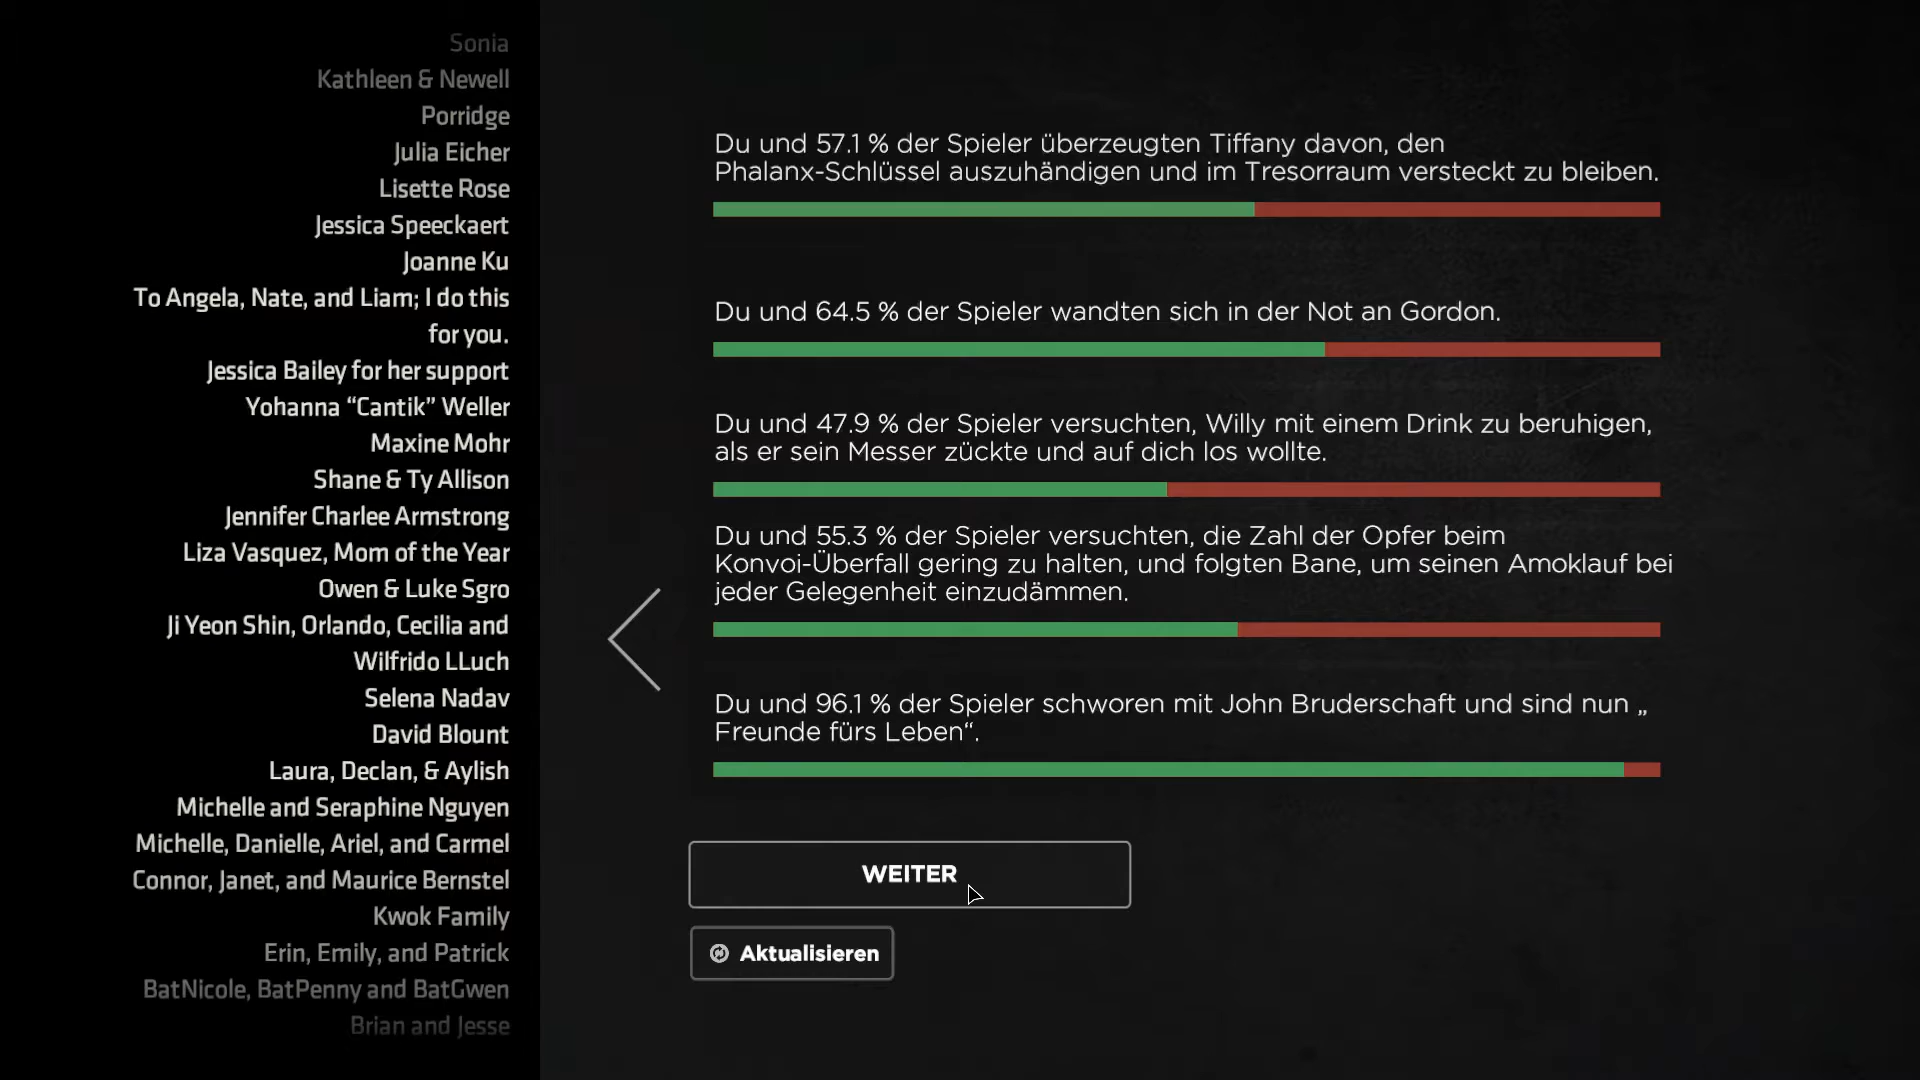 Sonia
Kathleen & Newell
Porridge
Julia Eicher
Lisette Rose
Jessica Speeckaert
Joanne Ku
To Angela, Nate, and Liam; I do this
for you.
Jessica Bailey for her support
Yohanna “Cantik” Weller
Maxine Mohr
Shane & Ty Allison
Jennifer Charlee Armstrong
Liza Vasquez, Mom of the Year
Owen & Luke Sgro
Ji Yeon Shin, Orlando, Cecilia and
Wilfrido LLuch
Selena Nadav
David Blount
Laura, Declan, & Aylish
Michelle and Seraphine Nguyen
Michelle, Danielle, Ariel, and Carmel
Connor, Janet, and Maurice Bernstel
Kwok Family
Erin, Emily, and Patrick
BatNicole, BatPenny and BatGwen
Brian and Jesse
Du und 57.1 % der Spieler überzeugten Tiffany davon, den
Phalanx-Schlüssel auszuhändigen und im Tresorraum versteckt zu bleiben.
Du und 64.5 % der Spieler wandten sich in der Not an Gordon.
Du und 47.9 % der Spieler versuchten, Willy mit einem Drink zu beruhigen,
als er sein Messer zückte und auf dich los wollte.
Du und 55.3 % der Spieler versuchten, die Zahl der Opfer beim
Konvoi-Überfall gering zu halten, und folgten Bane, um seinen Amoklauf bei
jeder Gelegenheit einzudämmen.
Du und 96.1 % der Spieler schworen mit John Bruderschaft und sind nun „
Freunde fürs Leben“.
WEITER
Aktualisieren